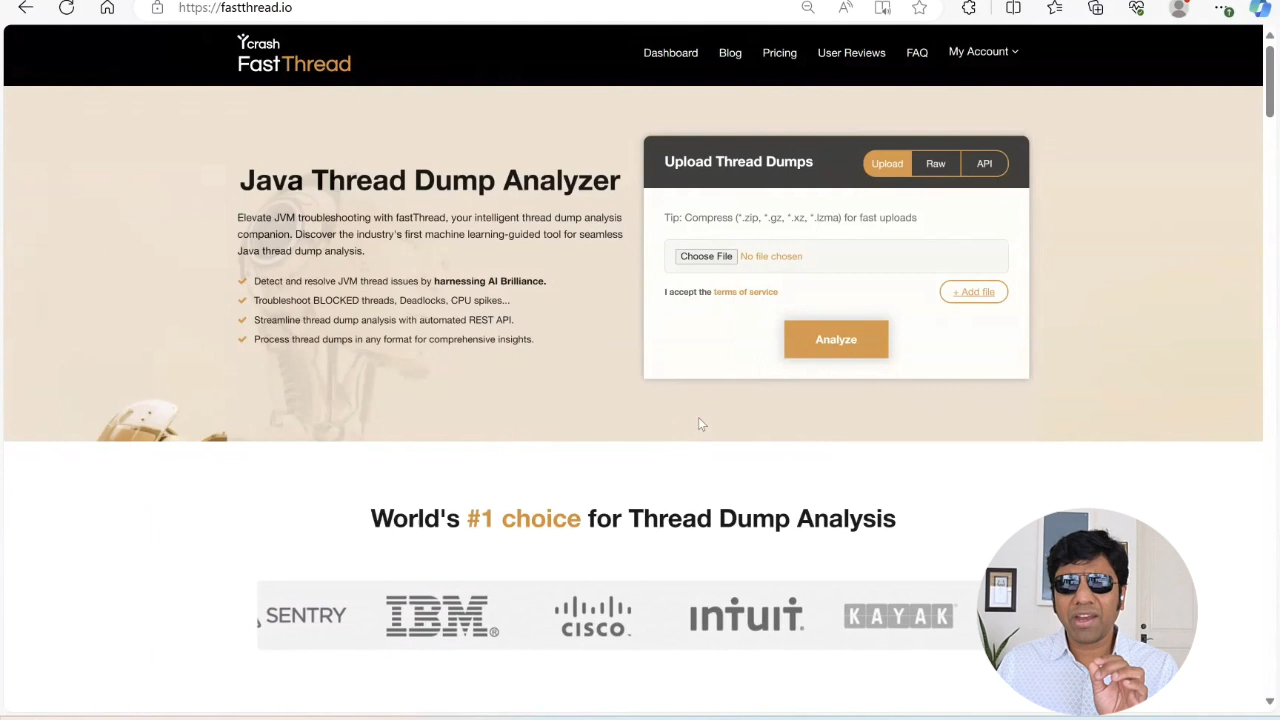 https://fastthread.io
ycrash
FastThread
Dashboard
Blog
Pricing
User Reviews
FAQ
My Account
Java Thread Dump Analyzer
Elevate JVM troubleshooting with fastThread, your intelligent thread dump analysis
companion. Discover the industry's first machine learning-guided tool for seamless
Java thread dump analysis.
Detect and resolve JVM thread issues by harnessing AI Brilliance.
Troubleshoot BLOCKED threads, Deadlocks, CPU spikes...
Streamline thread dump analysis with automated REST API.
Process thread dumps in any format for comprehensive insights.
Upload Thread Dumps
Upload
Raw
API
Tip: Compress (*.zip, *.gz, *.xz, *.lzma) for fast uploads
Choose File No file chosen
I accept the terms of service
+ Add file
Analyze
World's #1 choice for Thread Dump Analysis
SENTRY
IBM®
CISCO
INTUIT
KAYAK